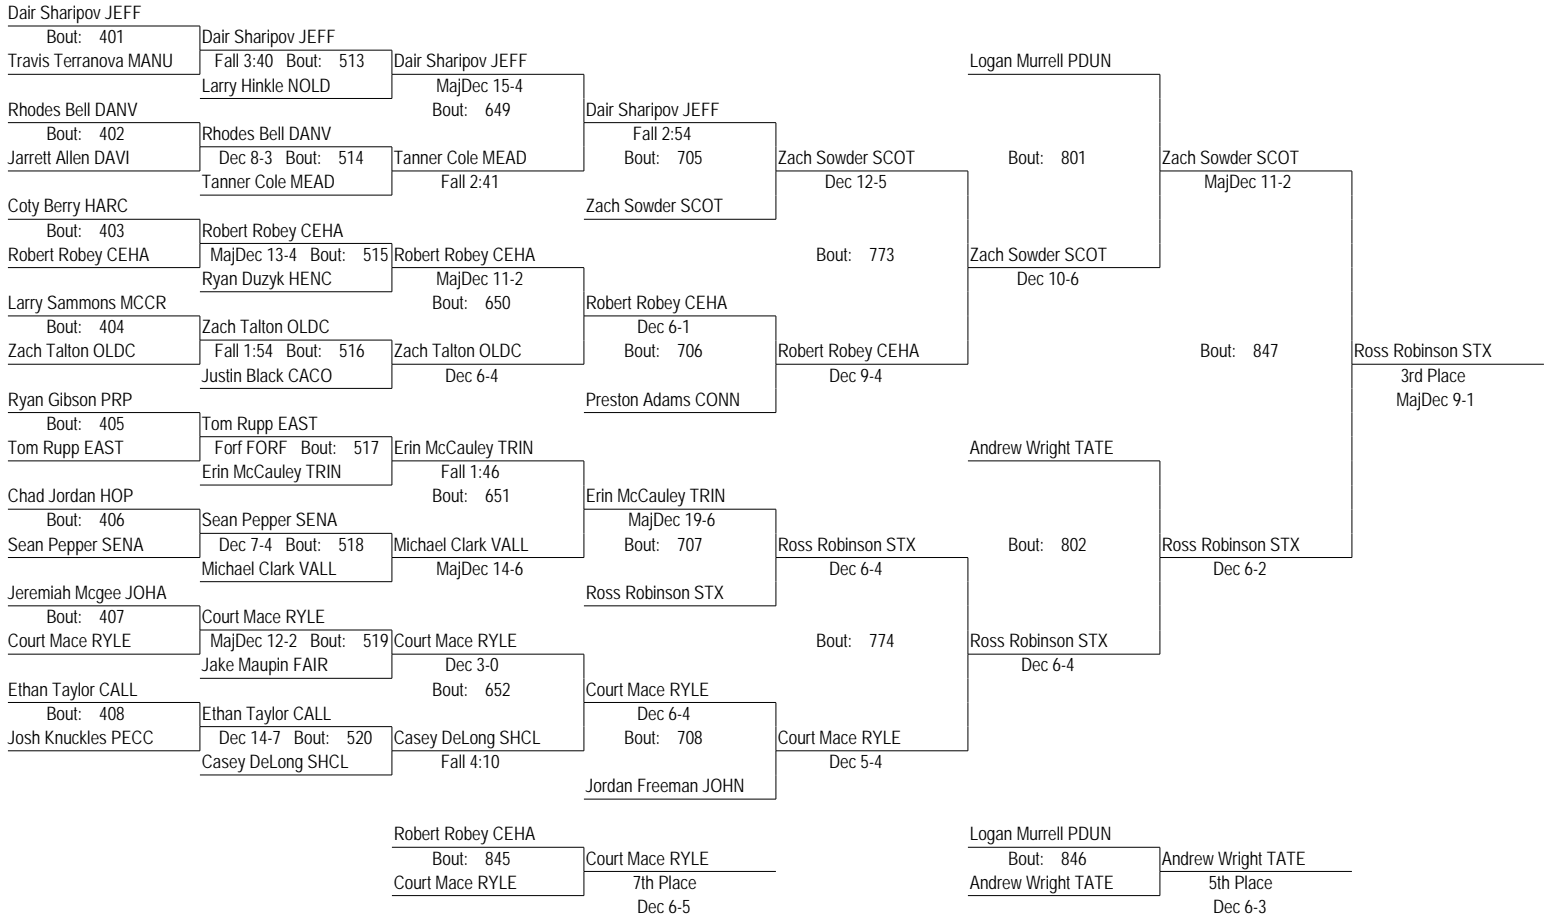 Dair Sharipov JEFF
Bout: 401 Dair Sharipov JEFF
Travis Terranova MANU Fall 3:40 Bout: 513 Dair Sharipov JEFF Logan Murrell PDUN
Larry Hinkle NOLD MajDec 15-4
Rhodes Bell DANV Bout: 649 Dair Sharipov JEFF
Bout: 402 Rhodes Bell DANV Fall 2:54
Jarrett Allen DAVI Dec 8-3 Bout: 514 Tanner Cole MEAD Bout: 705 Zach Sowder SCOT Bout: 801 Zach Sowder SCOT
Tanner Cole MEAD Fall 2:41 Dec 12-5 MajDec 11-2
Coty Berry HARC Zach Sowder SCOT
Bout: 403 Robert Robey CEHA
Robert Robey CEHA MajDec 13-4 Bout: 515 Robert Robey CEHA Bout: 773 Zach Sowder SCOT
Ryan Duzyk HENC MajDec 11-2 Dec 10-6
Larry Sammons MCCR Bout: 650 Robert Robey CEHA
Bout: 404 Zach Talton OLDC Dec 6-1
Zach Talton OLDC Fall 1:54 Bout: 516 Zach Talton OLDC Bout: 706 Robert Robey CEHA Bout: 847 Ross Robinson STX
Justin Black CACO Dec 6-4 Dec 9-4 3rd Place
Ryan Gibson PRP Preston Adams CONN MajDec 9-1
Bout: 405 Tom Rupp EAST
Tom Rupp EAST Forf FORF Bout: 517 Erin McCauley TRIN Andrew Wright TATE
Erin McCauley TRIN Fall 1:46
Chad Jordan HOP Bout: 651 Erin McCauley TRIN
Bout: 406 Sean Pepper SENA MajDec 19-6
Sean Pepper SENA Dec 7-4 Bout: 518 Michael Clark VALL Bout: 707 Ross Robinson STX Bout: 802 Ross Robinson STX
Michael Clark VALL MajDec 14-6 Dec 6-4 Dec 6-2
Jeremiah Mcgee JOHA Ross Robinson STX
Bout: 407 Court Mace RYLE
Court Mace RYLE MajDec 12-2 Bout: 519 Court Mace RYLE Bout: 774 Ross Robinson STX
Jake Maupin FAIR Dec 3-0 Dec 6-4
Ethan Taylor CALL Bout: 652 Court Mace RYLE
Bout: 408 Ethan Taylor CALL Dec 6-4
Josh Knuckles PECC Dec 14-7 Bout: 520 Casey DeLong SHCL Bout: 708 Court Mace RYLE
Casey DeLong SHCL Fall 4:10 Dec 5-4
Jordan Freeman JOHN
Robert Robey CEHA Logan Murrell PDUN
Bout: 845 Court Mace RYLE Bout: 846 Andrew Wright TATE
Court Mace RYLE 7th Place Andrew Wright TATE 5th Place
Dec 6-5 Dec 6-3